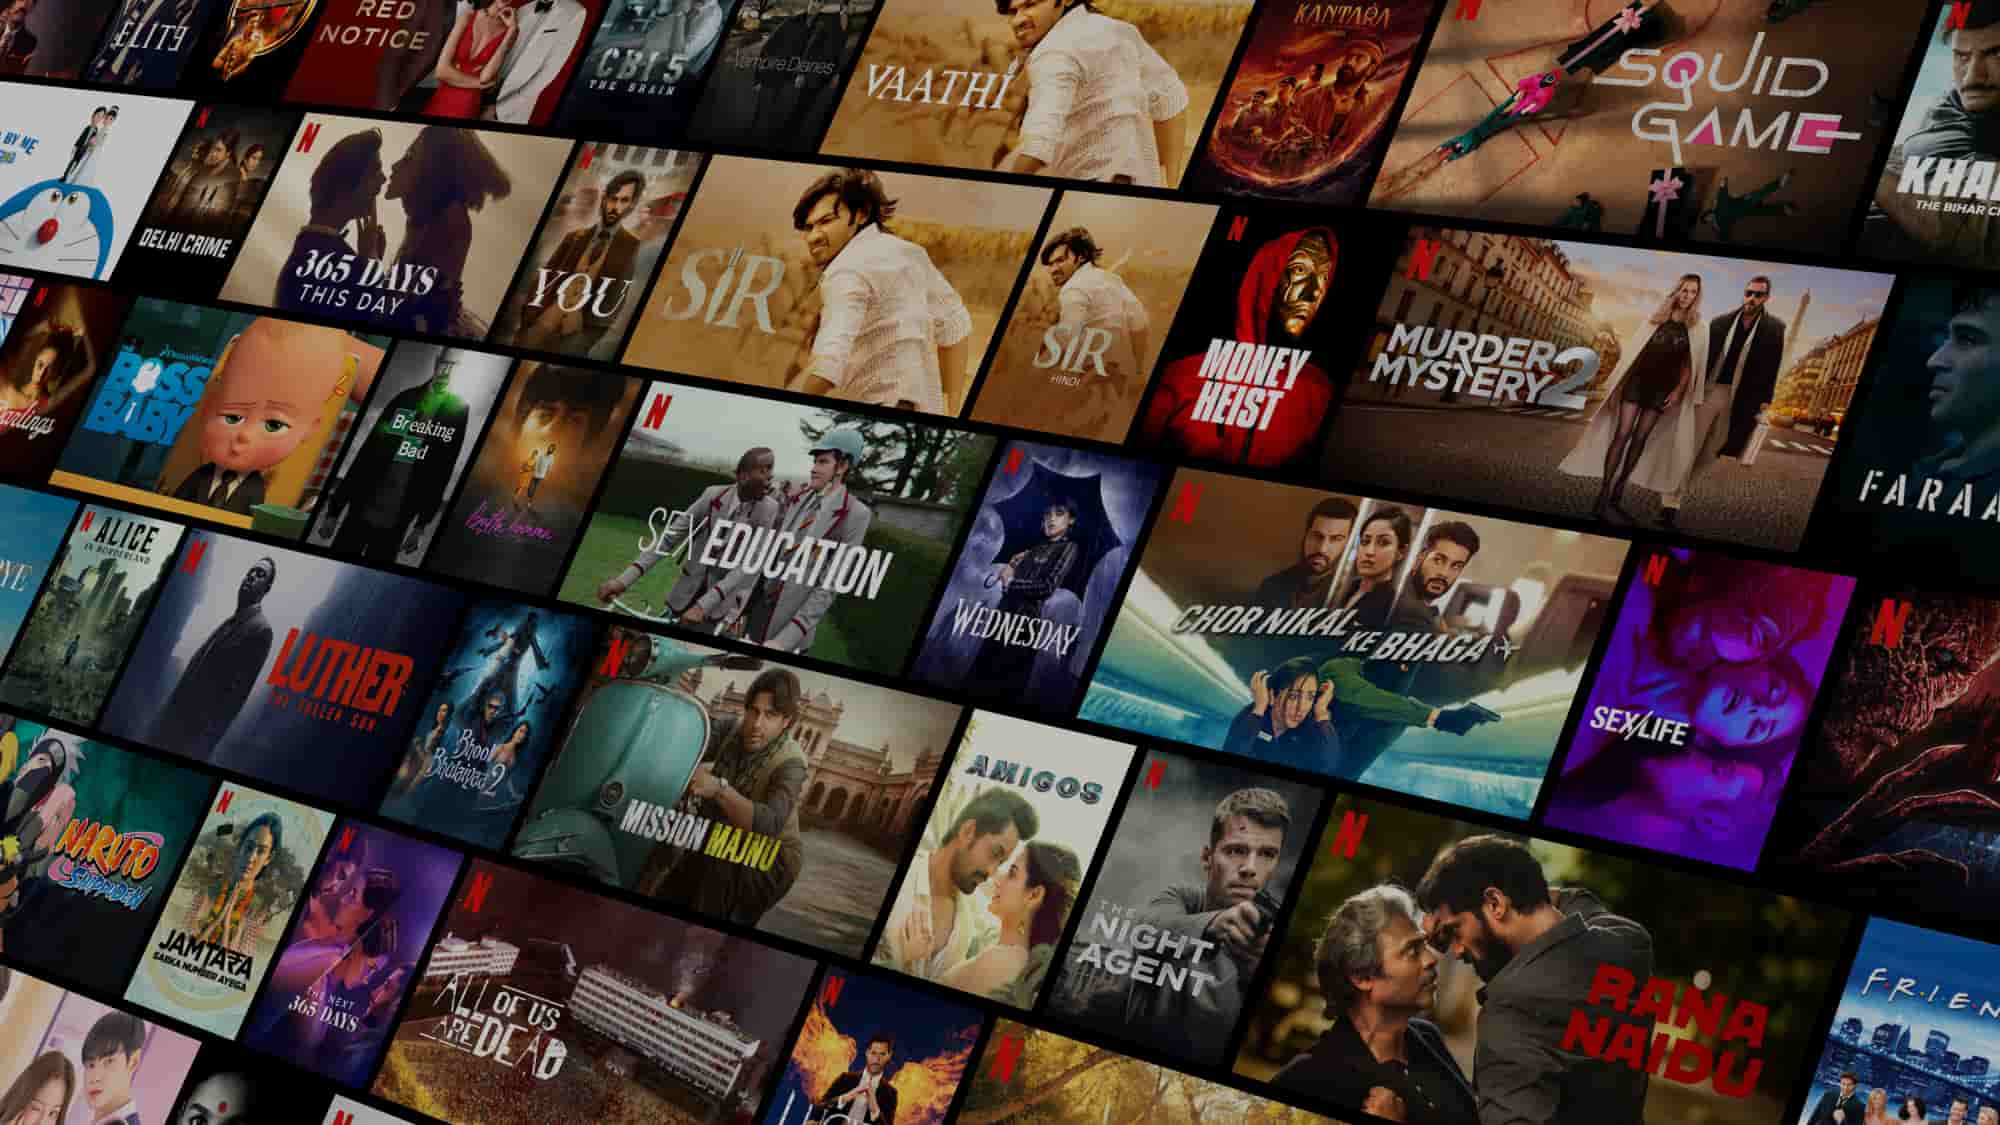 ELITE
RED
NOTICE
CBI 5
THE BRAIN
Vampire Diaries
VAATHI
KANTARA
SQUID
GAME
THE BIHAR
BY ME
DELHI CRIME
365 DAYS
THIS DAY
YOU
SIR
SIR
HINDI
MONEY
HEIST
MURDER
MYSTERY 2
BOSS
BABY
Breaking
Bad
SEX EDUCATION
WEDNESDAY
CHOR NIKAL
KE BHAGA
SEX/LIFE
ALICE
IN BORDERLAND
LUTHER
THE FALLEN SUN
Bhool
Bhulaiyaa 2
MISSION MAJNU
AMIGOS
THE
NIGHT
AGENT
RANA
NAIDU
NARUTO
SHIPPUDEN
JAMTARA
SABKA NUMBER AYEGA
THE NEXT
365 DAYS
ALL OF US
ARE DEAD